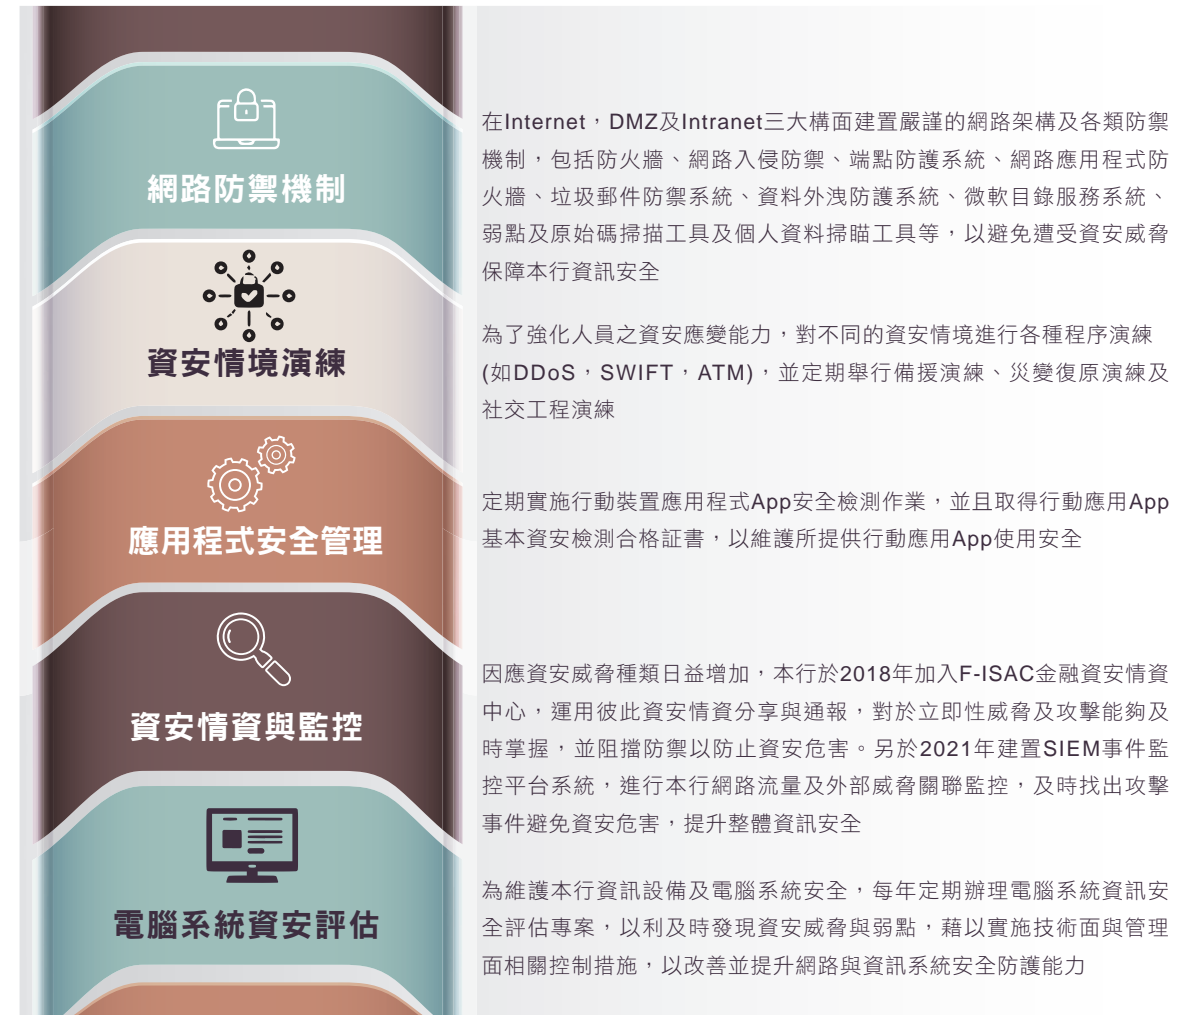 網路防禦機制
在Internet，DMZ及Intranet三大構面建置嚴謹的網路架構及各類防禦
機制，包括防火牆、網路入侵防禦、端點防護系統、網路應用程式防
火牆、垃圾郵件防禦系統、資料外洩防護系統、微軟目錄服務系統、
弱點及原始碼掃描工具及個人資料掃瞄工具等，以避免遭受資安威脅
保障本行資訊安全
資安情境演練
為了強化人員之資安應變能力，對不同的資安情境進行各種程序演練
(如DDoS，SWIFT，ATM)，並定期舉行備援演練、災變復原演練及
社交工程演練
應用程式安全管理
定期實施行動裝置應用程式App安全檢測作業，並且取得行動應用App
基本資安檢測合格証書，以維護所提供行動應用App使用安全
資安情資與監控
因應資安威脅種類日益增加，本行於2018年加入F-ISAC金融資安情資
中心，運用彼此資安情資分享與通報，對於立即性威脅及攻擊能夠及
時掌握，並阻擋防禦以防止資安危害。另於2021年建置SIEM事件監
控平台系統，進行本行網路流量及外部威脅關聯監控，及時找出攻擊
事件避免資安危害，提升整體資訊安全
電腦系統資安評估
為維護本行資訊設備及電腦系統安全，每年定期辦理電腦系統資訊安
全評估專案，以利及時發現資安威脅與弱點，藉以實施技術面與管理
面相關控制措施，以改善並提升網路與資訊系統安全防護能力